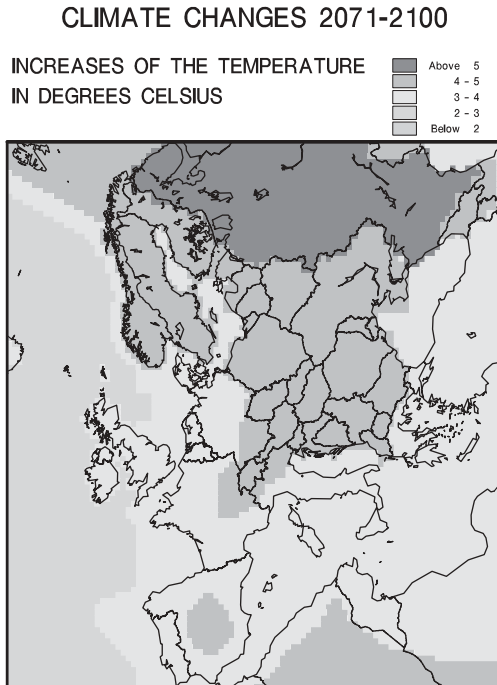 CLIMATE CHANGES 2071-2100
INCREASES OF THE TEMPERATURE
IN DEGREES CELSIUS
Above 5
4 - 5
3 - 4
2 - 3
Below 2